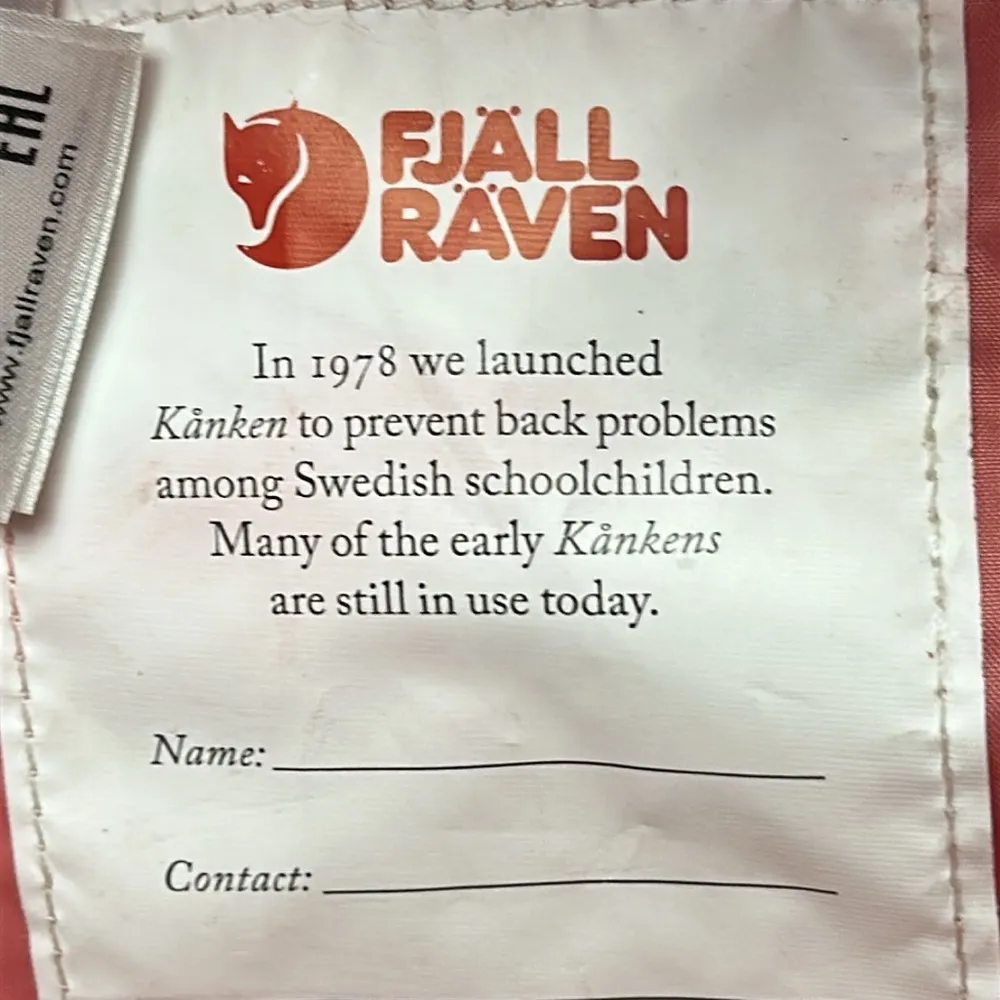 EAC
www.fjallraven.com
FJÄLL
RÄVEN
In 1978 we launched
Kånken to prevent back problems
among Swedish schoolchildren.
Many of the early Kånkens
are still in use today.
Name:
Contact: